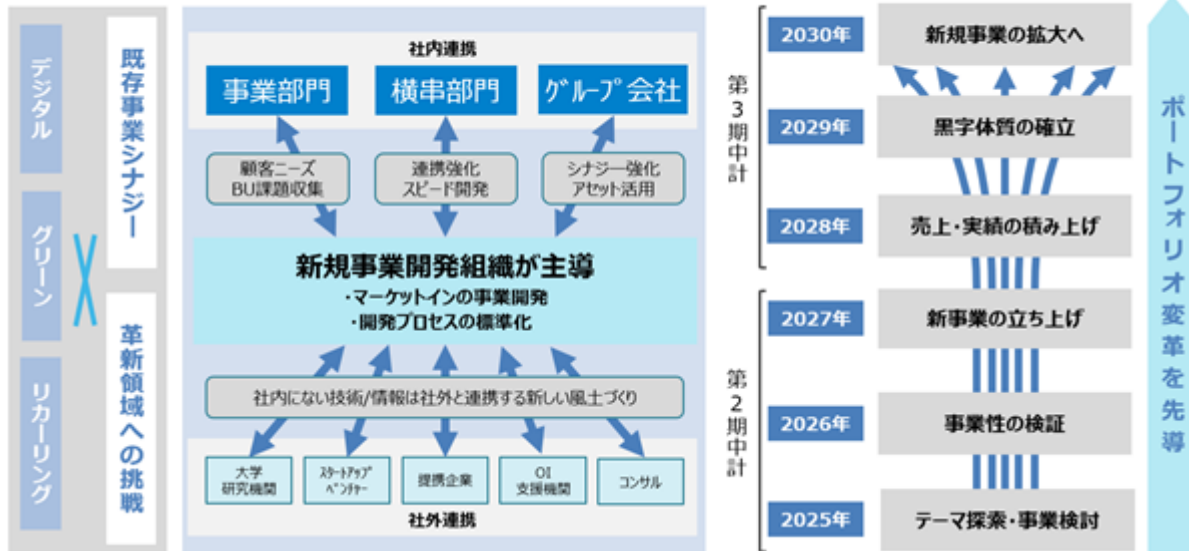 デジタル
グリーン
リカーリング
既存事業シナジー
革新領域への挑戦
社内連携
事業部門
横串部門
グループ会社
顧客ニーズ
BU課題収集
連携強化
スピード開発
シナジー強化
アセット活用
新規事業開発組織が主導
・マーケットインの事業開発
・開発プロセスの標準化
社内にない技術/情報は社外と連携する新しい風土づくり
大学
研究機関
スタートアップ
ベンチャー
提携企業
OI
支援機関
コンサル
社外連携
第3期中計
第2期中計
2030年
新規事業の拡大へ
2029年
黒字体質の確立
2028年
売上・実績の積み上げ
2027年
新事業の立ち上げ
2026年
事業性の検証
2025年
テーマ探索・事業検討
ポートフォリオ変革を先導